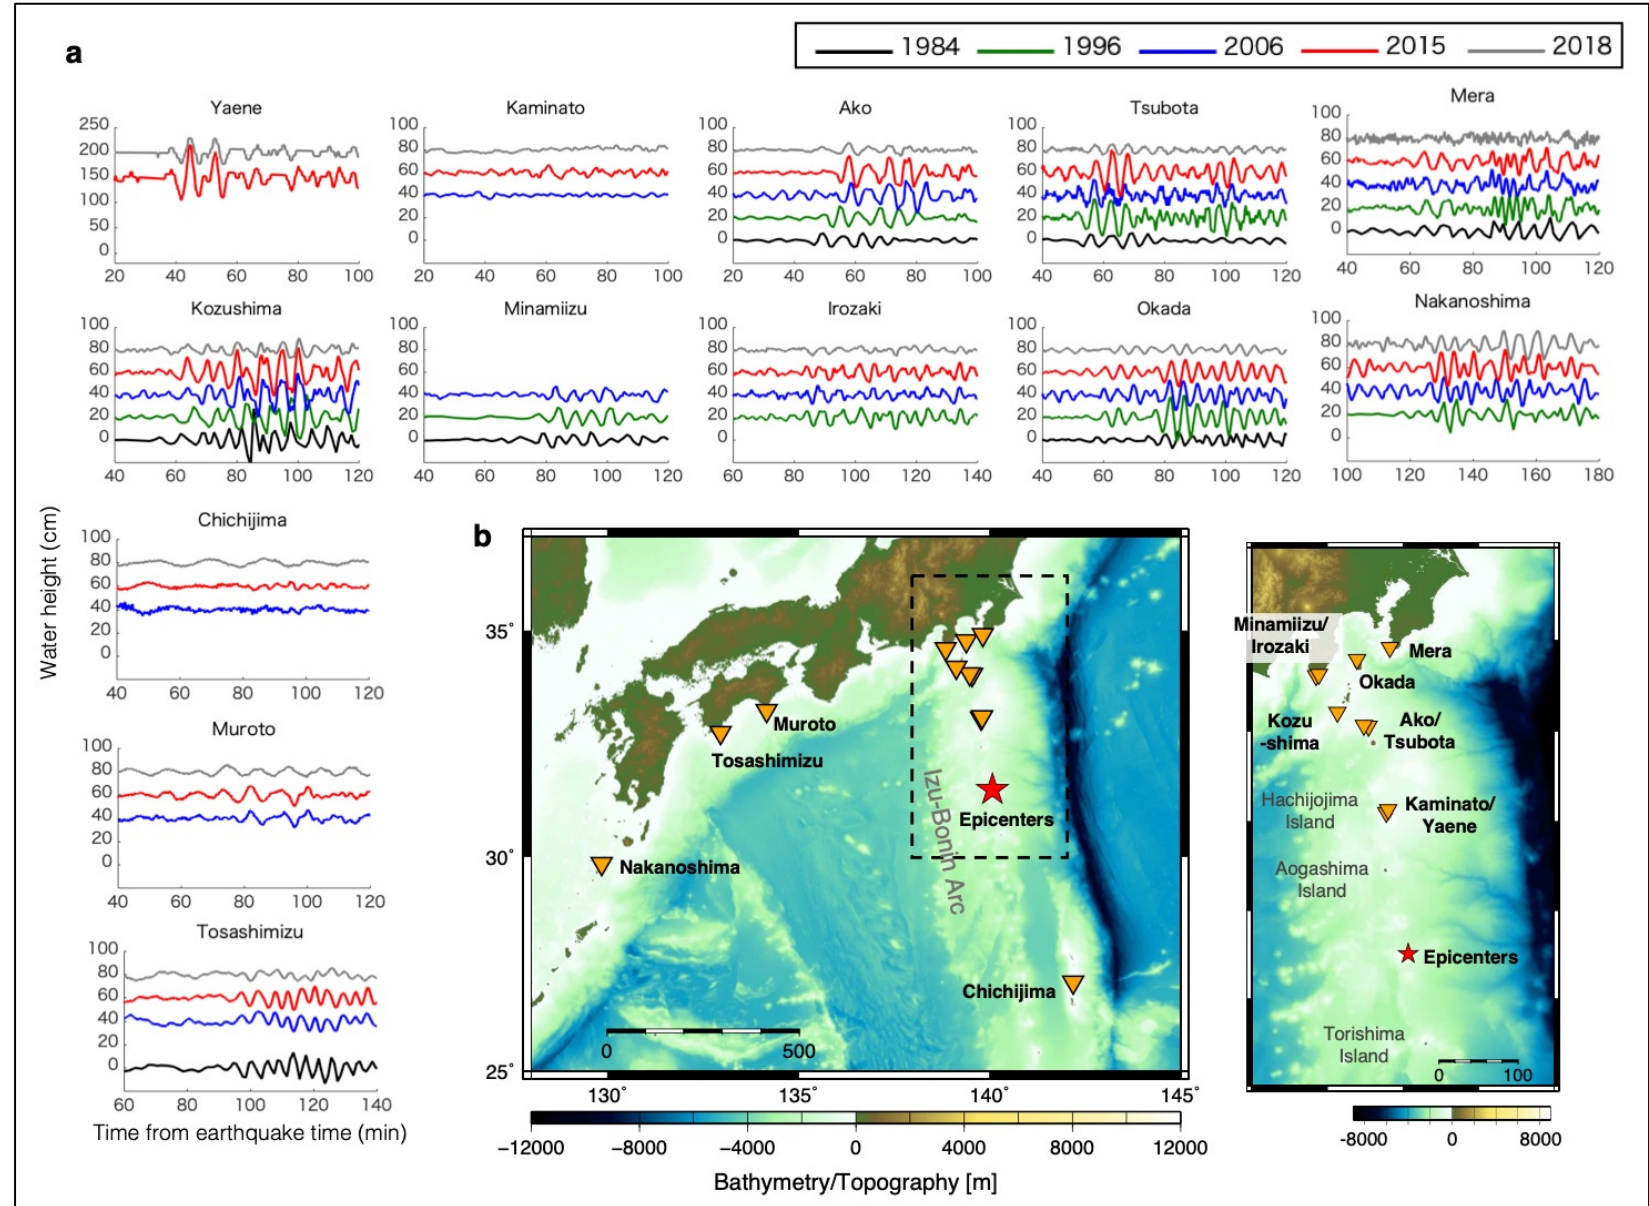 a
1984 1996 2006 2015 2018
Yaene
250
200
150
100
50
0
20 40 60 80 100
Kaminato
100
80
60
40
20
0
20 40 60 80 100
Ako
100
80
60
40
20
0
20 40 60 80 100
Tsubota
100
80
60
40
20
0
40 60 80 100 120
Mera
100
80
60
40
20
0
40 60 80 100 120
Kozushima
100
80
60
40
20
0
40 60 80 100 120
Minamiizu
100
80
60
40
20
0
40 60 80 100 120
Irozaki
100
80
60
40
20
0
60 80 100 120 140
Okada
100
80
60
40
20
0
40 60 80 100 120
Nakanoshima
100
80
60
40
20
0
100 120 140 160 180
Water height (cm)
Chichijima
100
80
60
40
20
0
40 60 80 100 120
Muroto
100
80
60
40
20
0
40 60 80 100 120
Tosashimizu
100
80
60
40
20
0
60 80 100 120 140
Time from earthquake time (min)
b
35°
30°
25°
Muroto
Tosashimizu
Nakanoshima
Izu-Bonin Arc
Epicenters
Chichijima
0 500
130° 135° 140° 145°
−12000 −8000 −4000 0 4000 8000 12000
Bathymetry/Topography [m]
Minamiizu/
Irozaki
Mera
Okada
Kozu
-shima
Ako/
Tsubota
Hachijojima
Island
Kaminato/
Yaene
Aogashima
Island
Epicenters
Torishima
Island
0 100
-8000 0 8000